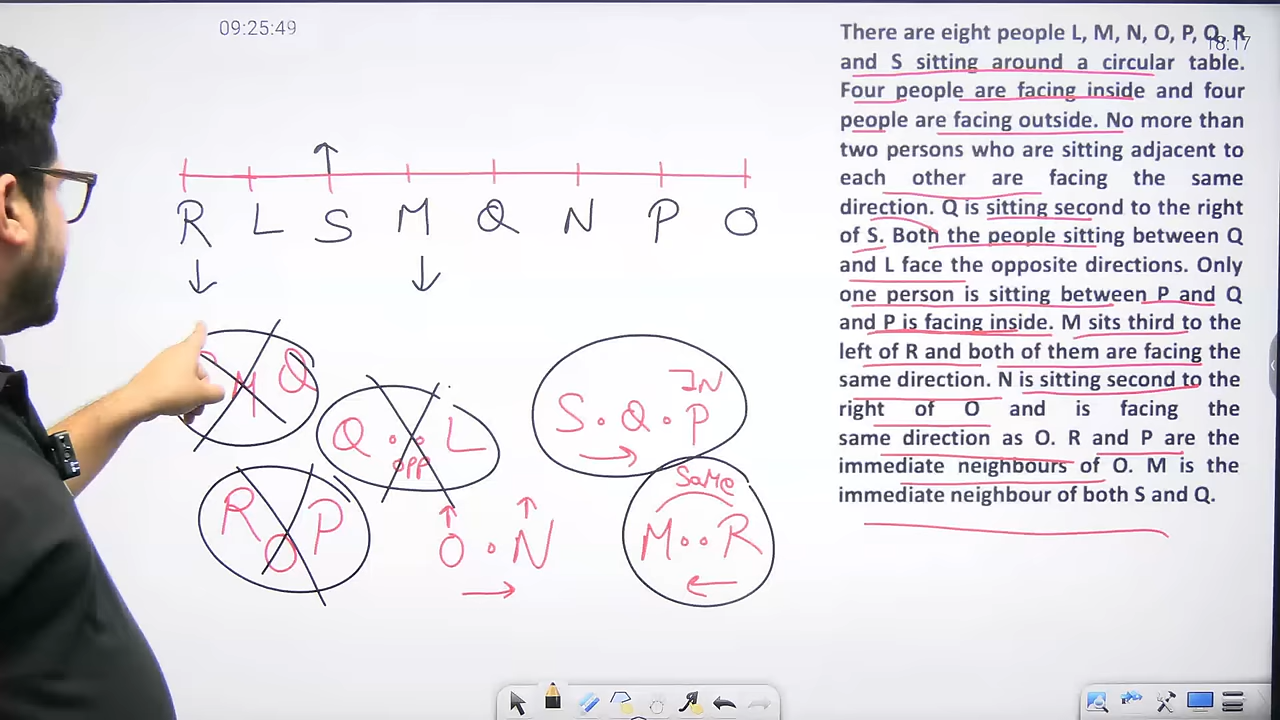 09:25:49
18:17
There are eight people L, M, N, O, P, Q, R
and S sitting around a circular table.
Four people are facing inside and four
people are facing outside. No more than
two persons who are sitting adjacent to
each other are facing the same
direction. Q is sitting second to the right
of S. Both the people sitting between Q
and L face the opposite directions. Only
one person is sitting between P and Q
and P is facing inside. M sits third to the
left of R and both of them are facing the
same direction. N is sitting second to the
right of O and is facing the
same direction as O. R and P are the
immediate neighbours of O. M is the
immediate neighbour of both S and Q.
R L S M Q N P O
M Q
Q . . L
opp
S . Q . P
IN
R O P
O . N
SaMe
M . . R